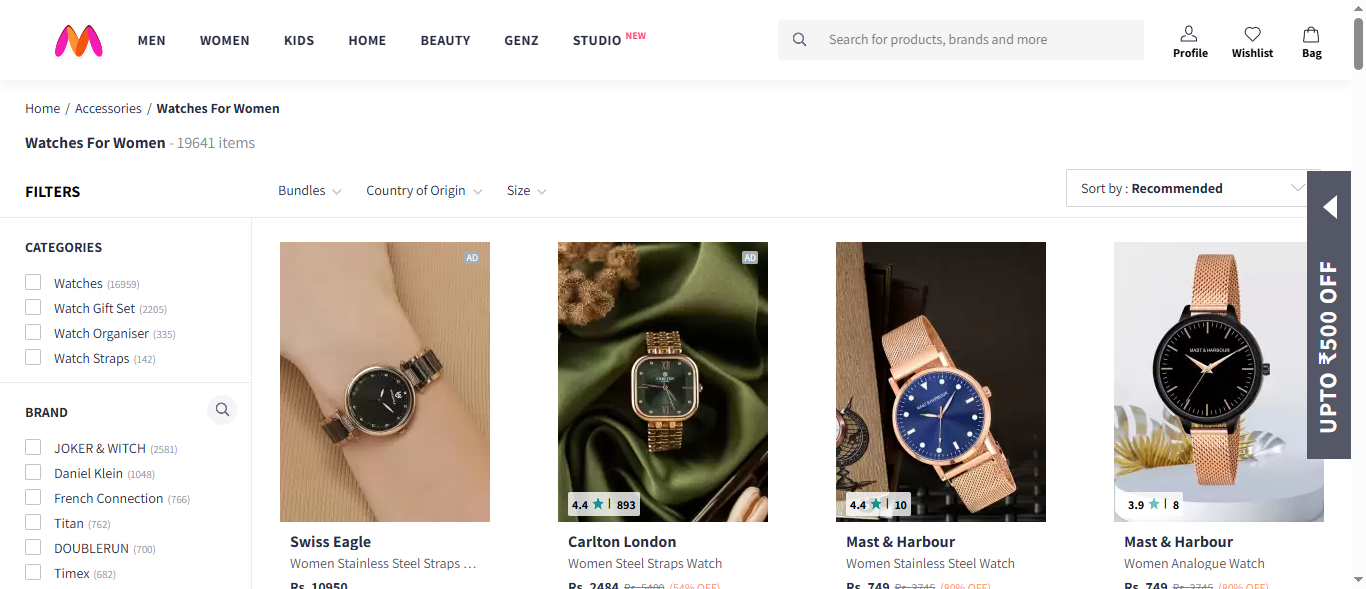 MEN WOMEN KIDS HOME BEAUTY GENZ STUDIO NEW Search for products, brands and more Profile Wishlist Bag
Home / Accessories / Watches For Women
Watches For Women - 19641 items
FILTERS Bundles Country of Origin Size Sort by : Recommended
UPTO ₹500 OFF
CATEGORIES
Watches (16959)
Watch Gift Set (2205)
Watch Organiser (335)
Watch Straps (142)
BRAND
JOKER & WITCH (2581)
Daniel Klein (1048)
French Connection (766)
Titan (762)
DOUBLERUN (700)
Timex (682)
AD
Swiss Eagle
Women Stainless Steel Straps ...
Rs. 10950
AD
CARLTON
4.4 | 893
Carlton London
Women Steel Straps Watch
Rs. 2484 Rs. 5400 (54% OFF)
MAST & HARBOUR
4.4 | 10
Mast & Harbour
Women Stainless Steel Watch
Rs. 749 Rs. 3745 (80% OFF)
MAST & HARBOUR
3.9 | 8
Mast & Harbour
Women Analogue Watch
Rs. 749 Rs. 3745 (80% OFF)